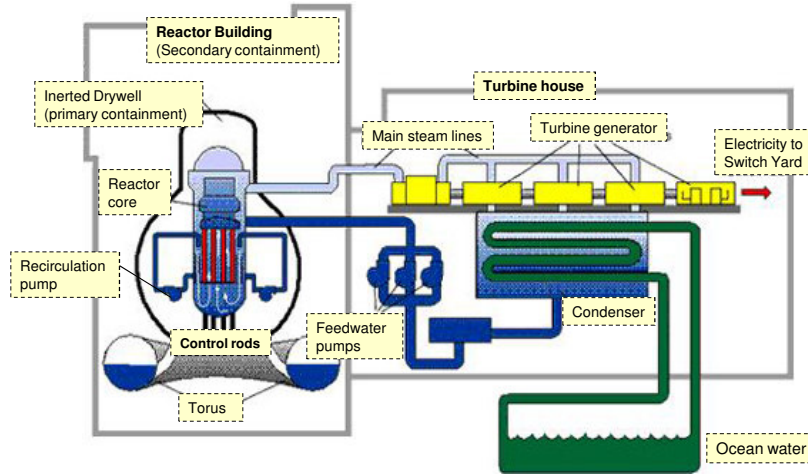 Reactor Building
(Secondary containment)
Inerted Drywell
(primary containment)
Turbine house
Main steam lines
Turbine generator
Electricity to
Switch Yard
Reactor
core
Recirculation
pump
Feedwater
pumps
Condenser
Control rods
Torus
Ocean water